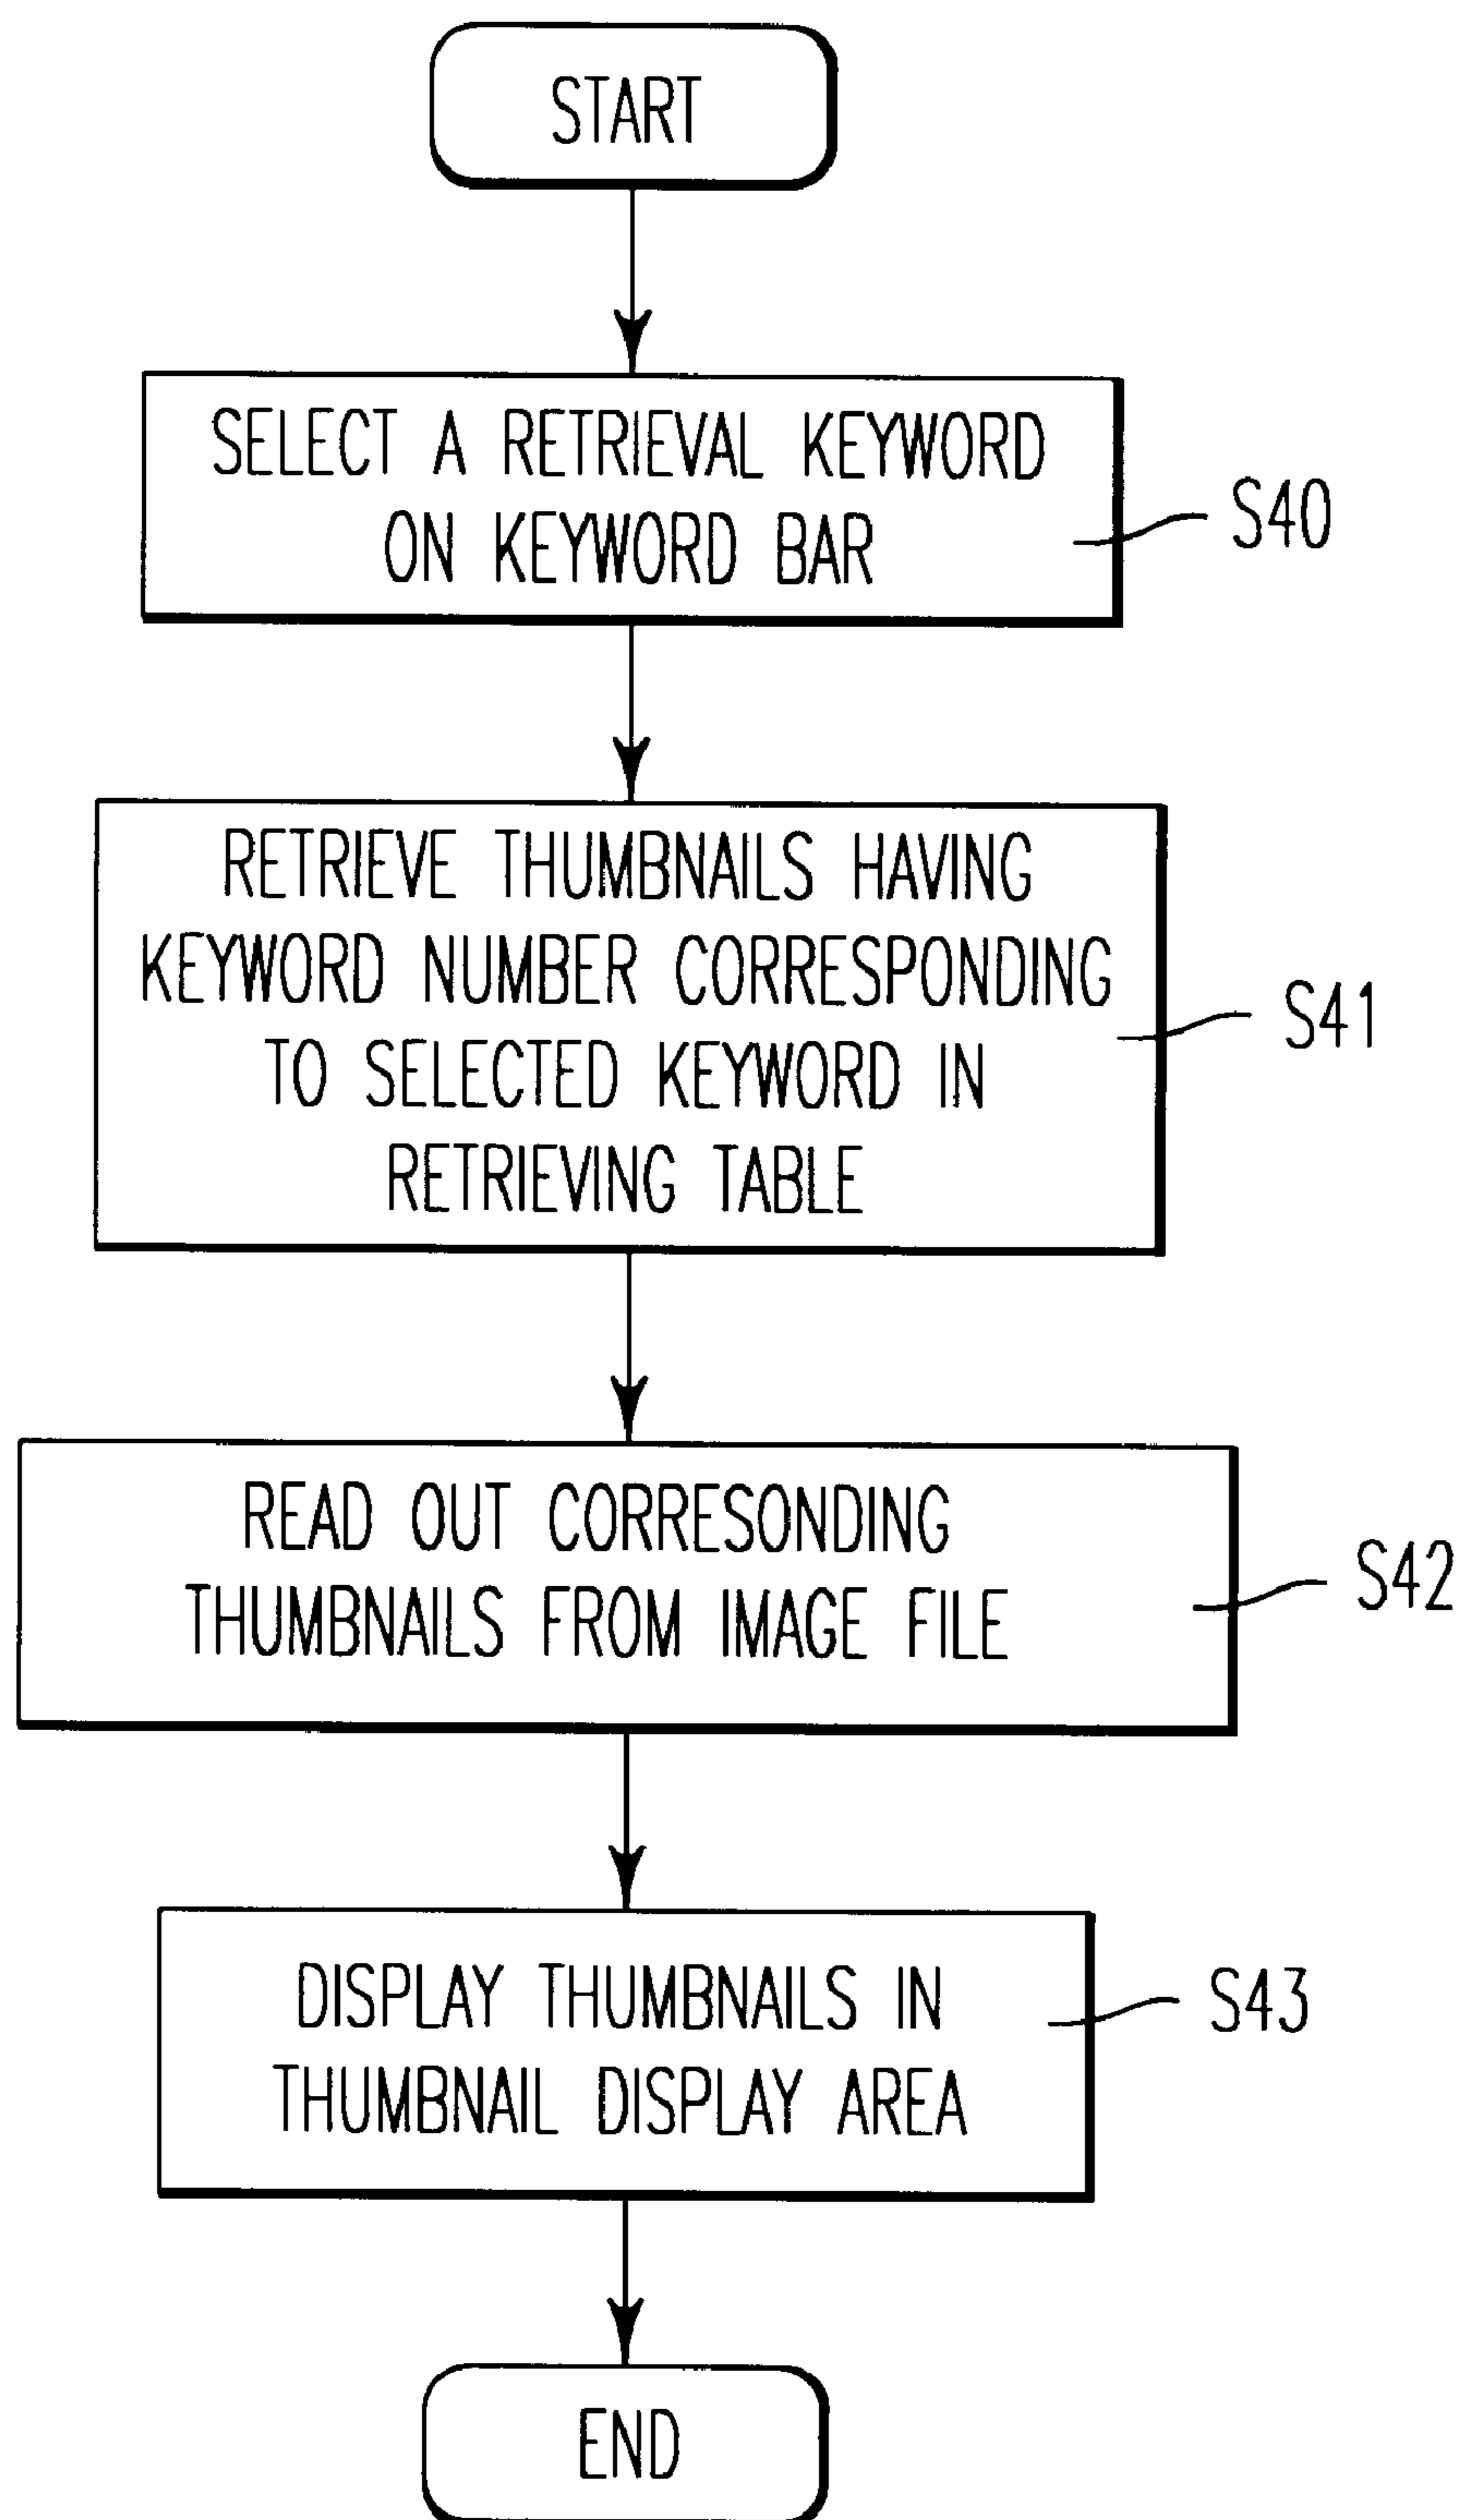 START
SELECT A RETRIEVAL KEYWORD
ON KEYWORD BAR
S40
RETRIEVE THUMBNAILS HAVING
KEYWORD NUMBER CORRESPONDING
TO SELECTED KEYWORD IN
RETRIEVING TABLE
S41
READ OUT CORRESONDING
THUMBNAILS FROM IMAGE FILE
S42
DISPLAY THUMBNAILS IN
THUMBNAIL DISPLAY AREA
S43
END